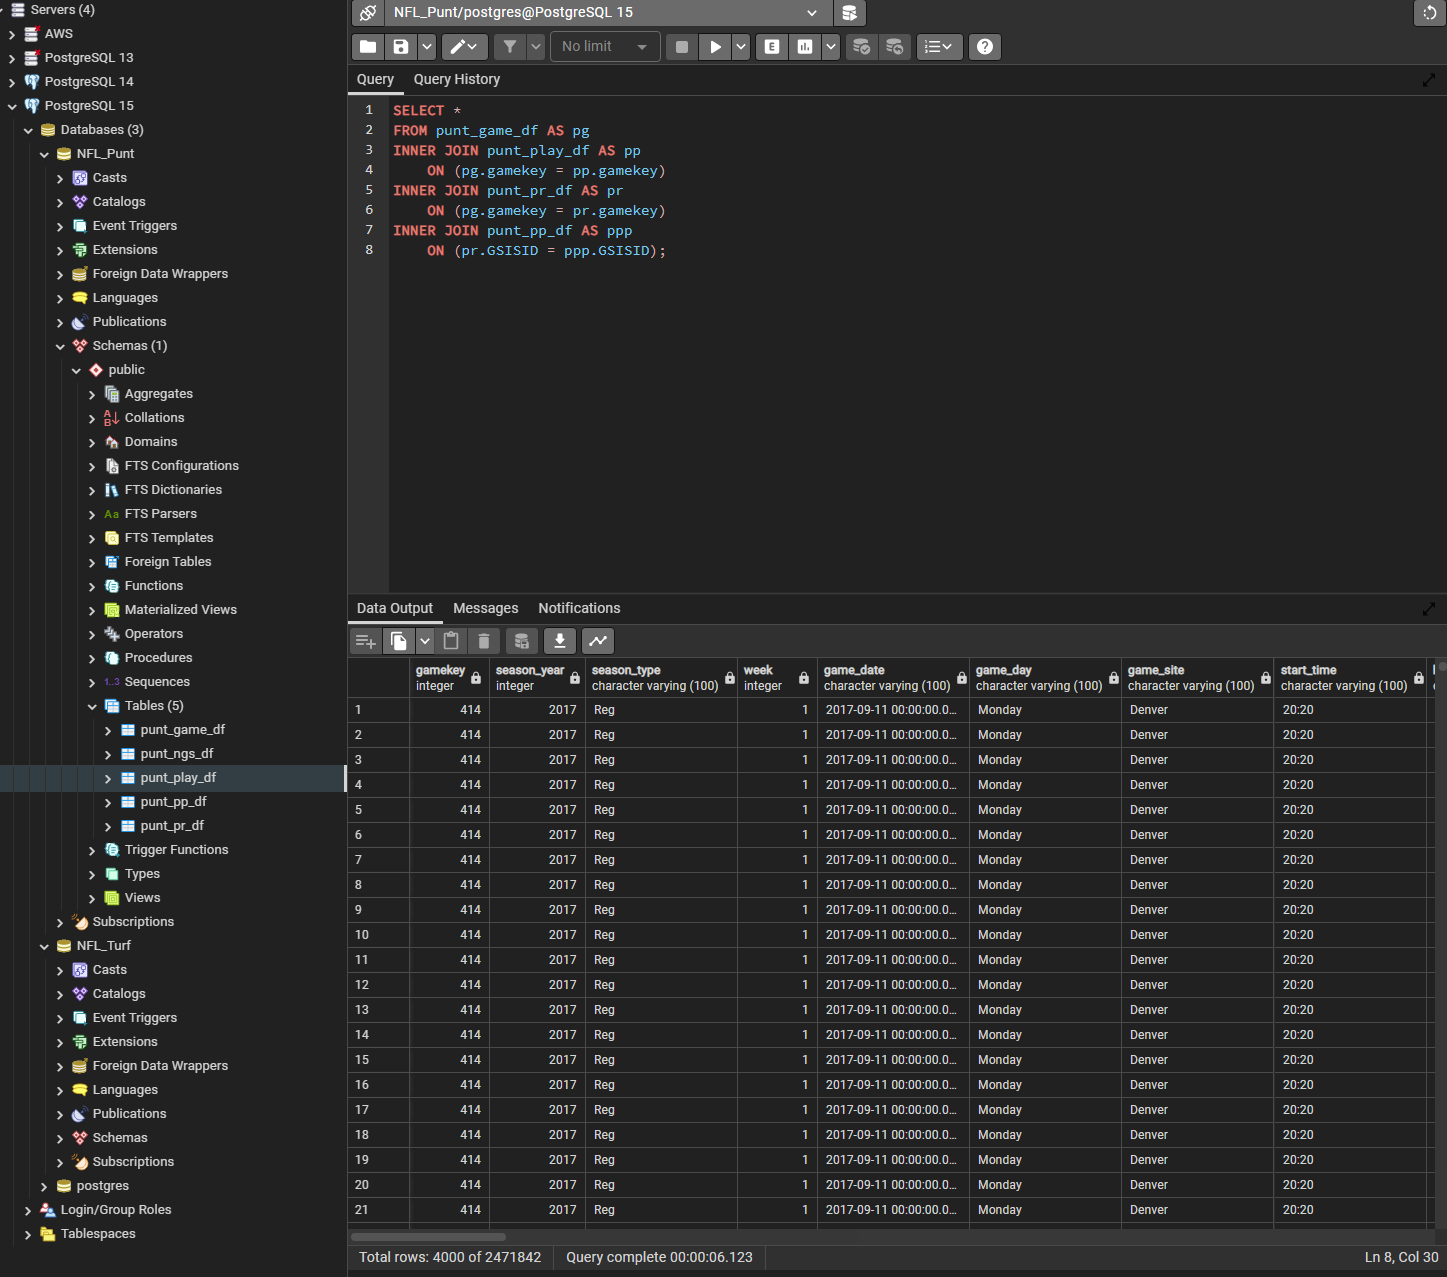 Servers (4)
AWS
PostgreSQL 13
PostgreSQL 14
PostgreSQL 15
Databases (3)
NFL_Punt
Casts
Catalogs
Event Triggers
Extensions
Foreign Data Wrappers
Languages
Publications
Schemas (1)
public
Aggregates
Collations
Domains
FTS Configurations
FTS Dictionaries
Aa FTS Parsers
FTS Templates
Foreign Tables
Functions
Materialized Views
Operators
Procedures
1..3 Sequences
Tables (5)
punt_game_df
punt_ngs_df
punt_play_df
punt_pp_df
punt_pr_df
Trigger Functions
Types
Views
Subscriptions
NFL_Turf
Casts
Catalogs
Event Triggers
Extensions
Foreign Data Wrappers
Languages
Publications
Schemas
Subscriptions
postgres
Login/Group Roles
Tablespaces
NFL_Punt/postgres@PostgreSQL 15
No limit
E
Query Query History
1 SELECT *
2 FROM punt_game_df AS pg
3 INNER JOIN punt_play_df AS pp
4 ON (pg.gamekey = pp.gamekey)
5 INNER JOIN punt_pr_df AS pr
6 ON (pg.gamekey = pr.gamekey)
7 INNER JOIN punt_pp_df AS ppp
8 ON (pr.GSISID = ppp.GSISID);
Data Output Messages Notifications
gamekey season_year season_type week game_date game_day game_site start_time
integer integer character varying (100) integer character varying (100) character varying (100) character varying (100) character varying (100)
1 414 2017 Reg 1 2017-09-11 00:00:00.0... Monday Denver 20:20
2 414 2017 Reg 1 2017-09-11 00:00:00.0... Monday Denver 20:20
3 414 2017 Reg 1 2017-09-11 00:00:00.0... Monday Denver 20:20
4 414 2017 Reg 1 2017-09-11 00:00:00.0... Monday Denver 20:20
5 414 2017 Reg 1 2017-09-11 00:00:00.0... Monday Denver 20:20
6 414 2017 Reg 1 2017-09-11 00:00:00.0... Monday Denver 20:20
7 414 2017 Reg 1 2017-09-11 00:00:00.0... Monday Denver 20:20
8 414 2017 Reg 1 2017-09-11 00:00:00.0... Monday Denver 20:20
9 414 2017 Reg 1 2017-09-11 00:00:00.0... Monday Denver 20:20
10 414 2017 Reg 1 2017-09-11 00:00:00.0... Monday Denver 20:20
11 414 2017 Reg 1 2017-09-11 00:00:00.0... Monday Denver 20:20
12 414 2017 Reg 1 2017-09-11 00:00:00.0... Monday Denver 20:20
13 414 2017 Reg 1 2017-09-11 00:00:00.0... Monday Denver 20:20
14 414 2017 Reg 1 2017-09-11 00:00:00.0... Monday Denver 20:20
15 414 2017 Reg 1 2017-09-11 00:00:00.0... Monday Denver 20:20
16 414 2017 Reg 1 2017-09-11 00:00:00.0... Monday Denver 20:20
17 414 2017 Reg 1 2017-09-11 00:00:00.0... Monday Denver 20:20
18 414 2017 Reg 1 2017-09-11 00:00:00.0... Monday Denver 20:20
19 414 2017 Reg 1 2017-09-11 00:00:00.0... Monday Denver 20:20
20 414 2017 Reg 1 2017-09-11 00:00:00.0... Monday Denver 20:20
21 414 2017 Reg 1 2017-09-11 00:00:00.0... Monday Denver 20:20
Total rows: 4000 of 2471842 Query complete 00:00:06.123 Ln 8, Col 30